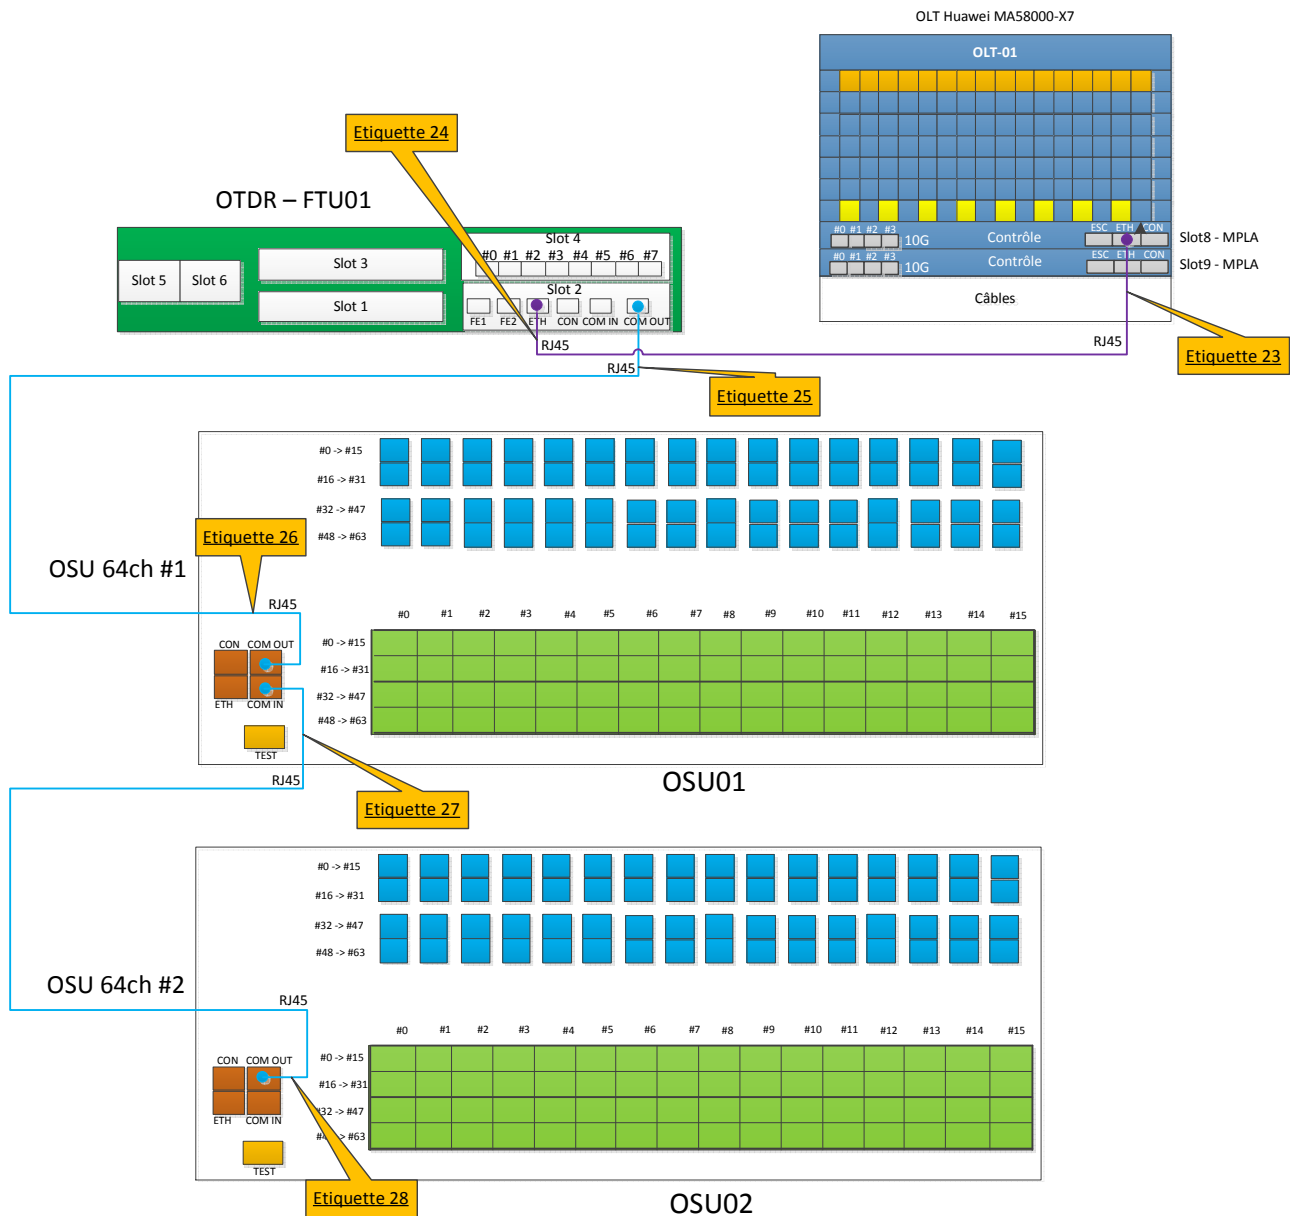 OLT Huawei MA58000-X7
OLT-01
Etiquette 24
OTDR – FTU01
Slot 4
#0 #1 #2 #3 #4 #5 #6 #7
Slot 5
Slot 6
Slot 3
Slot 1
Slot 2
FE1 FE2 ETH CON COM IN COM OUT
#0 #1 #2 #3
10G
Contrôle
ESC ETH CON
Slot8 - MPLA
#0 #1 #2 #3
10G
Contrôle
ESC ETH CON
Slot9 - MPLA
Câbles
RJ45
RJ45
Etiquette 23
RJ45
Etiquette 25
#0 -> #15
#16 -> #31
#32 -> #47
#48 -> #63
Etiquette 26
OSU 64ch #1
RJ45
#0 #1 #2 #3 #4 #5 #6 #7 #8 #9 #10 #11 #12 #13 #14 #15
CON COM OUT
#0 -> #15
#16 -> #31
#32 -> #47
#48 -> #63
ETH COM IN
TEST
RJ45
OSU01
Etiquette 27
#0 -> #15
#16 -> #31
#32 -> #47
#48 -> #63
OSU 64ch #2
RJ45
#0 #1 #2 #3 #4 #5 #6 #7 #8 #9 #10 #11 #12 #13 #14 #15
CON COM OUT
#0 -> #15
#16 -> #31
#32 -> #47
-> #63
ETH COM IN
TEST
Etiquette 28
OSU02